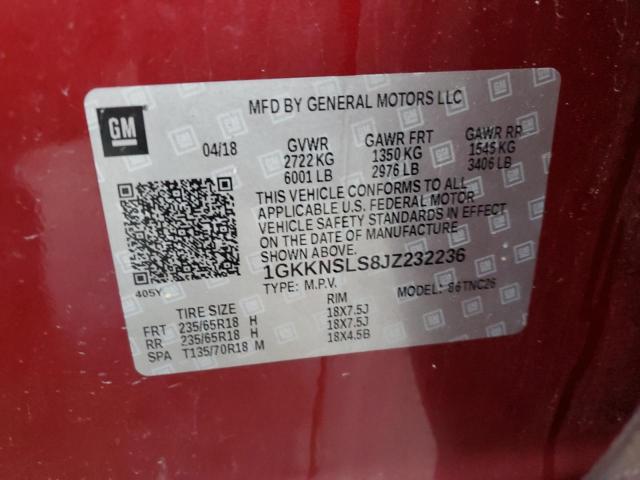 MFD BY GENERAL MOTORS LLC
GM
04/18 GVWR GAWR FRT GAWR RR
2722 KG 1350 KG 1545 KG
6001 LB 2976 LB 3406 LB
THIS VEHICLE CONFORMS TO ALL
APPLICABLE U.S. FEDERAL MOTOR
VEHICLE SAFETY STANDARDS IN EFFECT
ON THE DATE OF MANUFACTURE
SHOWN ABOVE.
1GKKNSLS8JZ232236
405Y TYPE: M.P.V. MODEL: 86TNC26
TIRE SIZE RIM
FRT 235/65R18 H 18X7.5J
RR 235/65R18 H 18X7.5J
SPA T135/70R18 M 18X4.5B